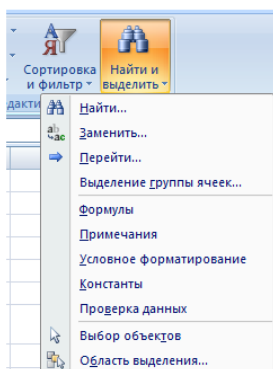 Сортировка
и фильтр
Найти и
выделить
дакти
Найти...
Заменить...
Перейти...
Выделение группы ячеек...
Формулы
Примечания
Условное форматирование
Константы
Проверка данных
Выбор объектов
Область выделения...